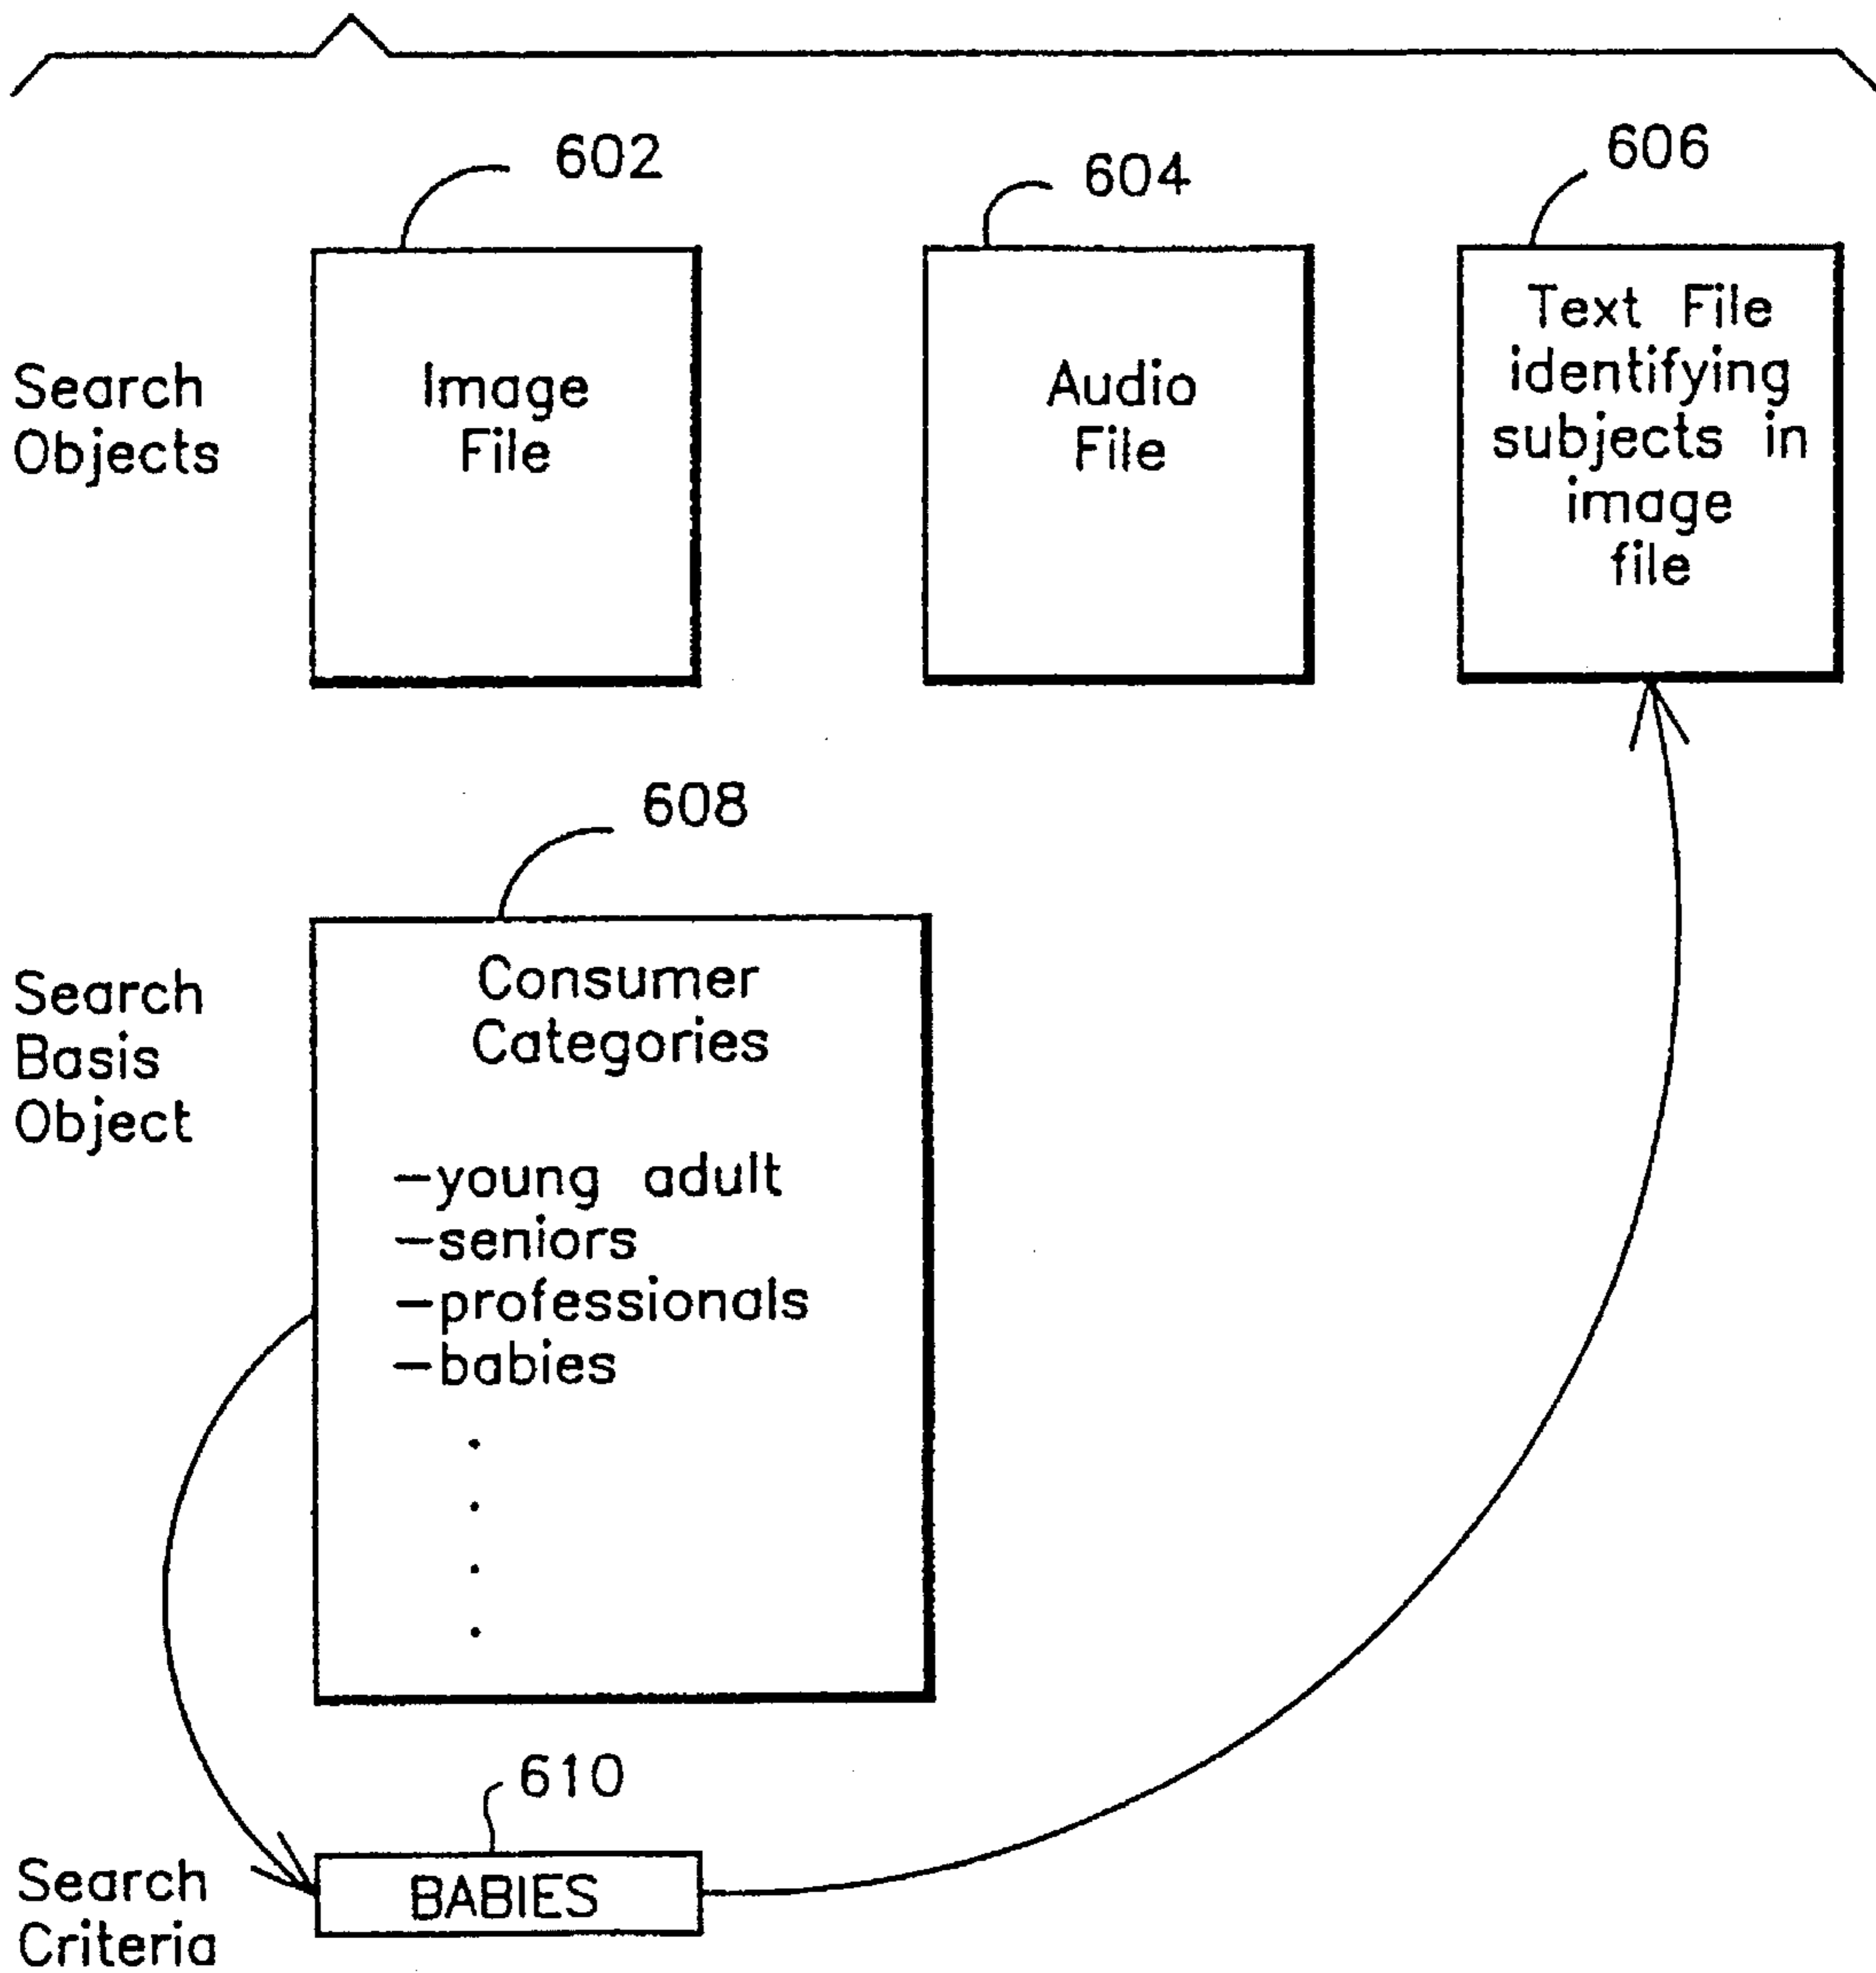 602
604
606
Search
Objects
Image
File
Audio
File
Text File
identifying
subjects in
image
file
608
Search
Basis
Object
Consumer
Categories
-young adult
-seniors
-professionals
-babies
.
.
.
.
610
Search
Criteria
BABIES